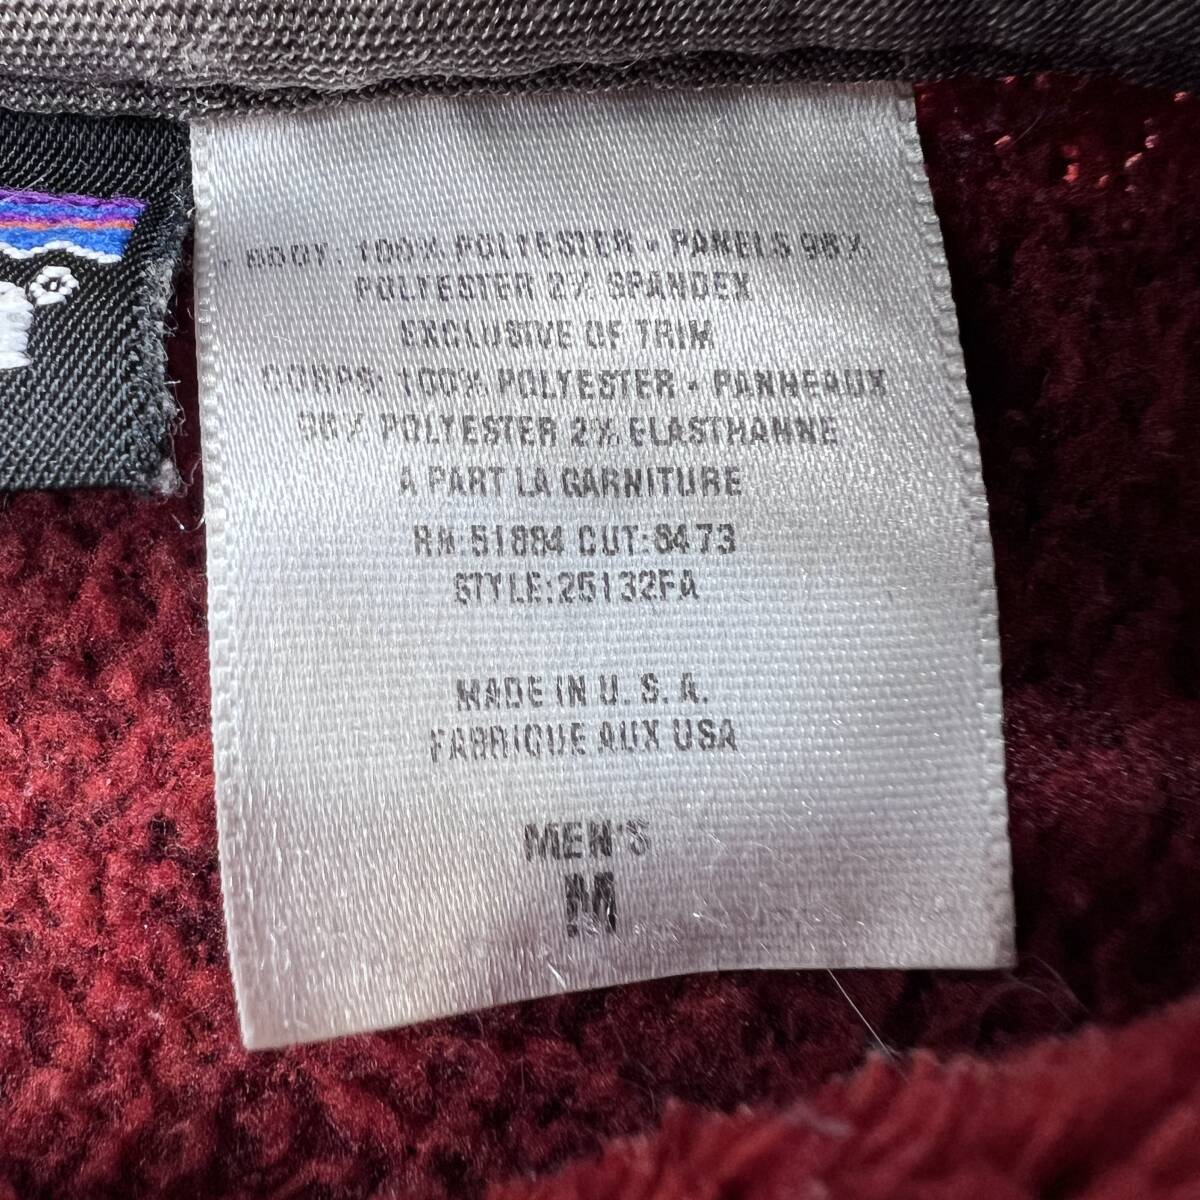 BODY: 100% POLYESTER - PANELS 98%
POLYESTER 2% SPANDEX
EXCLUSIVE OF TRIM
CORPS: 100% POLYESTER - PANNEAUX
98% POLYESTER 2% ELASTHANNE
A PART LA GARNITURE
RN:51884 CUT:8473
STYLE:25132FA
MADE IN U. S. A.
FABRIQUE AUX USA
MEN'S
M